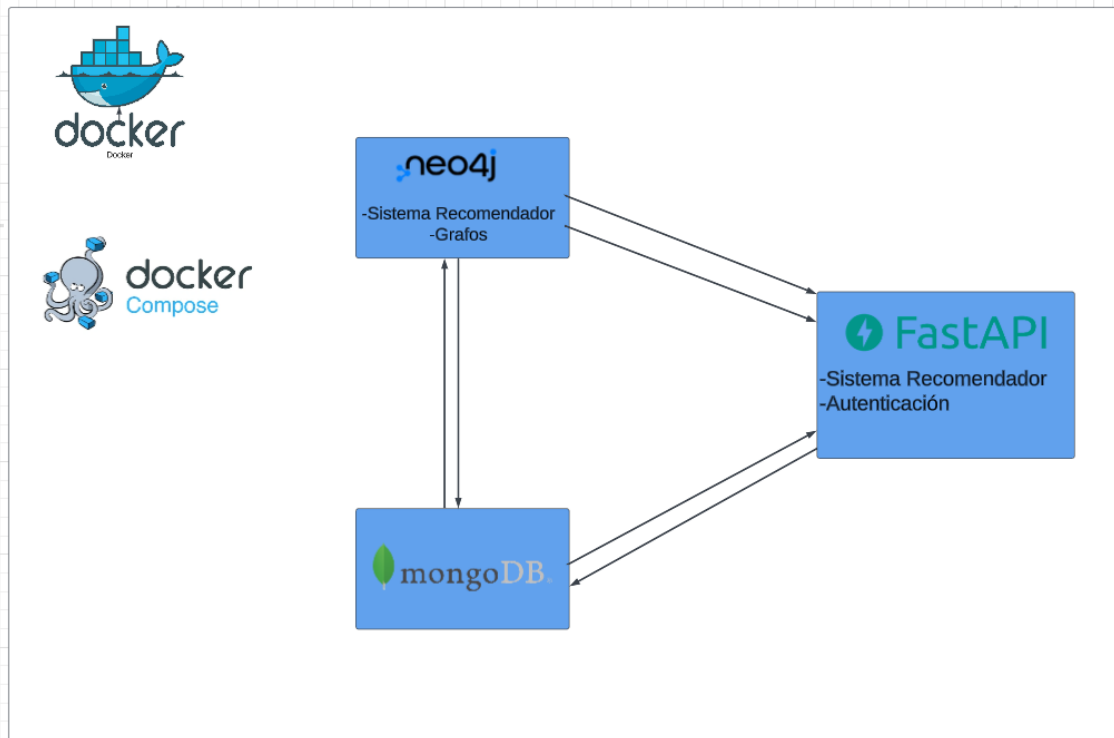 docker
Docker
docker
Compose
neo4j
-Sistema Recomendador
-Grafos
FastAPI
-Sistema Recomendador
-Autenticación
mongoDB